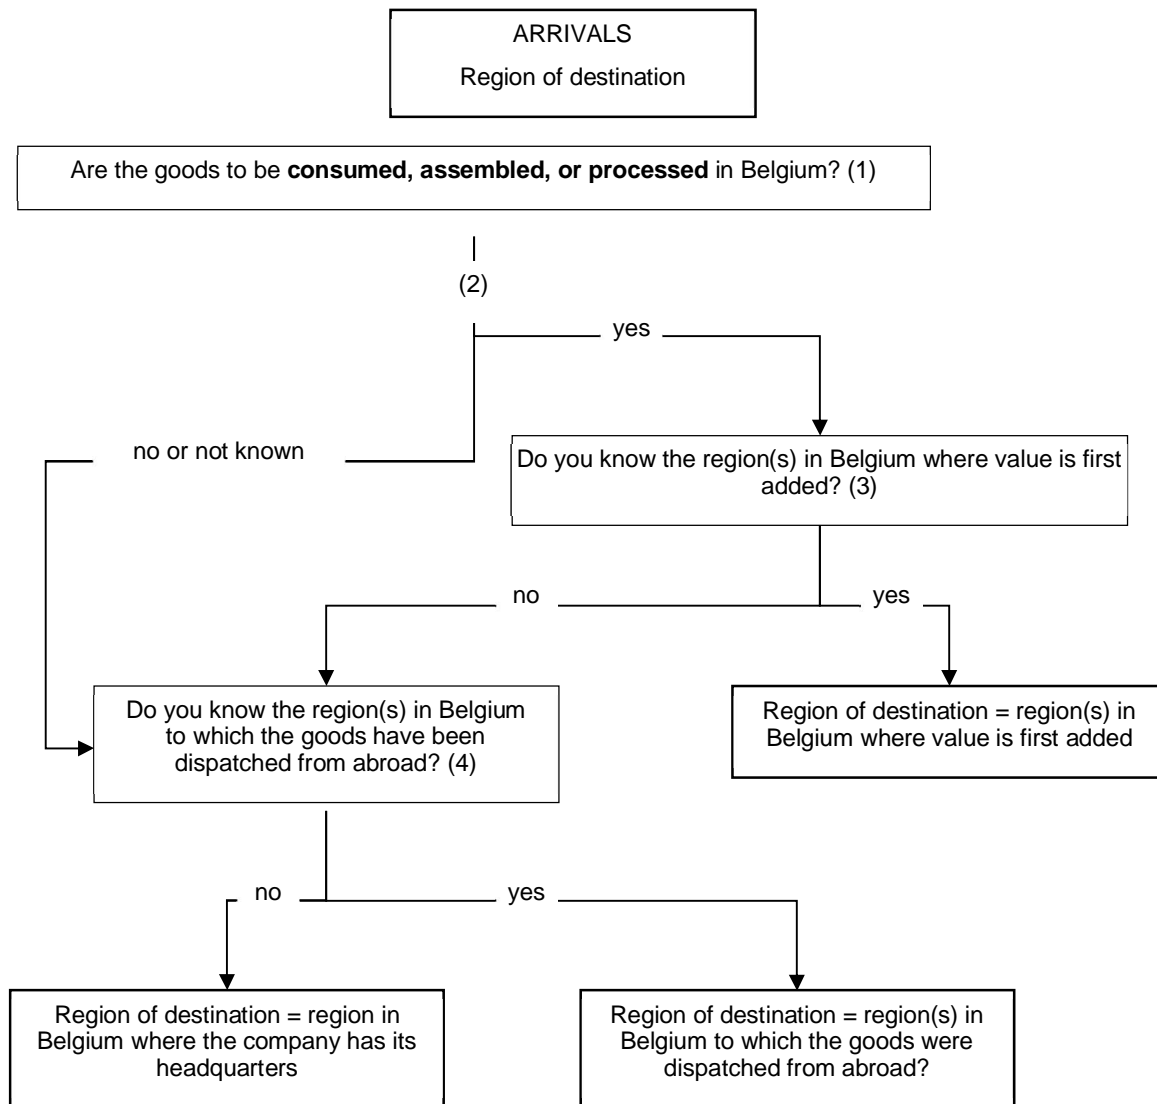 ARRIVALS
Region of destination
Are the goods to be consumed, assembled, or processed in Belgium? (1)
(2)
yes
no or not known
Do you know the region(s) in Belgium where value is first
added? (3)
no
yes
Do you know the region(s) in Belgium
to which the goods have been
dispatched from abroad? (4)
Region of destination = region(s) in
Belgium where value is first added
no
yes
Region of destination = region in
Belgium where the company has its
headquarters
Region of destination = region(s) in
Belgium to which the goods were
dispatched from abroad?